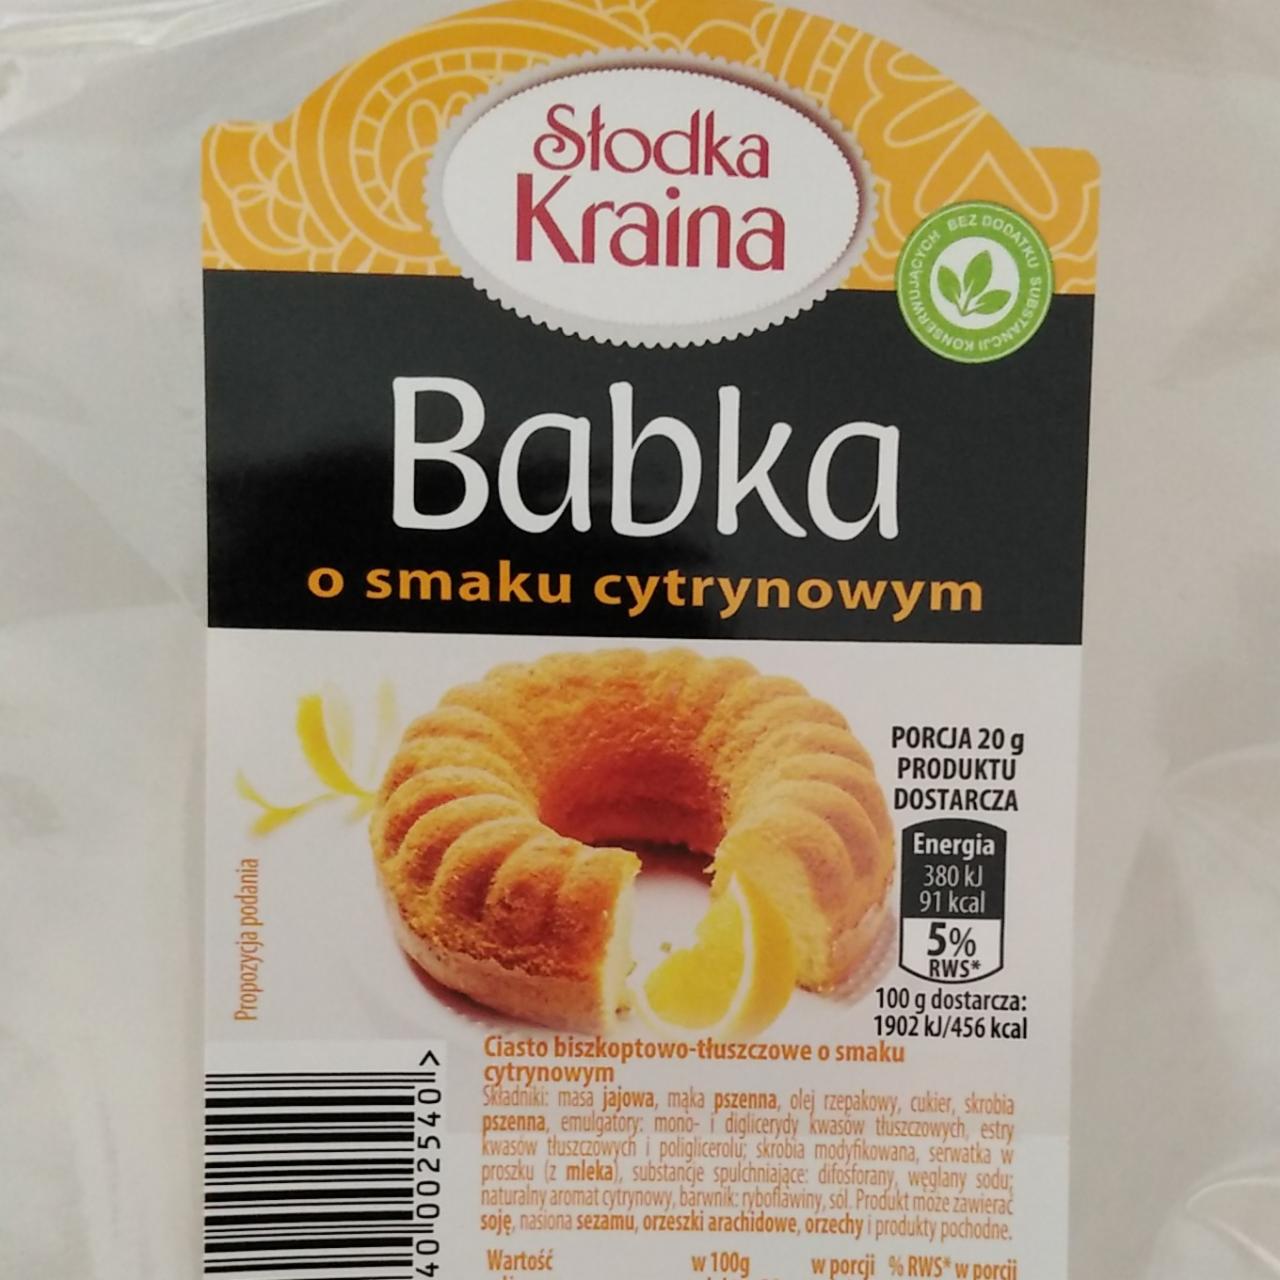 Słodka
Kraina
BEZ DODATKU SUBSTANCJI KONSERWUJĄCYCH
Babka
o smaku cytrynowym
PORCJA 20 g
PRODUKTU
DOSTARCZA
Energia
380 kJ
91 kcal
5%
RWS*
100 g dostarcza:
1902 kJ/456 kcal
Propozycja podania
Ciasto biszkoptowo-tłuszczowe o smaku
cytrynowym
Składniki: masa jajowa, mąka pszenna, olej rzepakowy, cukier, skrobia
pszenna, emulgatory: mono- i diglicerydy kwasów tłuszczowych, estry
kwasów tłuszczowych i poliglicerolu; skrobia modyfikowana, serwatka w
proszku (z mleka), substancje spulchniające: difosforany, węglany sodu;
naturalny aromat cytrynowy, barwnik: ryboflawiny, sól. Produkt może zawierać
soję, nasiona sezamu, orzeszki arachidowe, orzechy i produkty pochodne.
Wartość w 100g w porcji % RWS* w porcji
40 002540 >